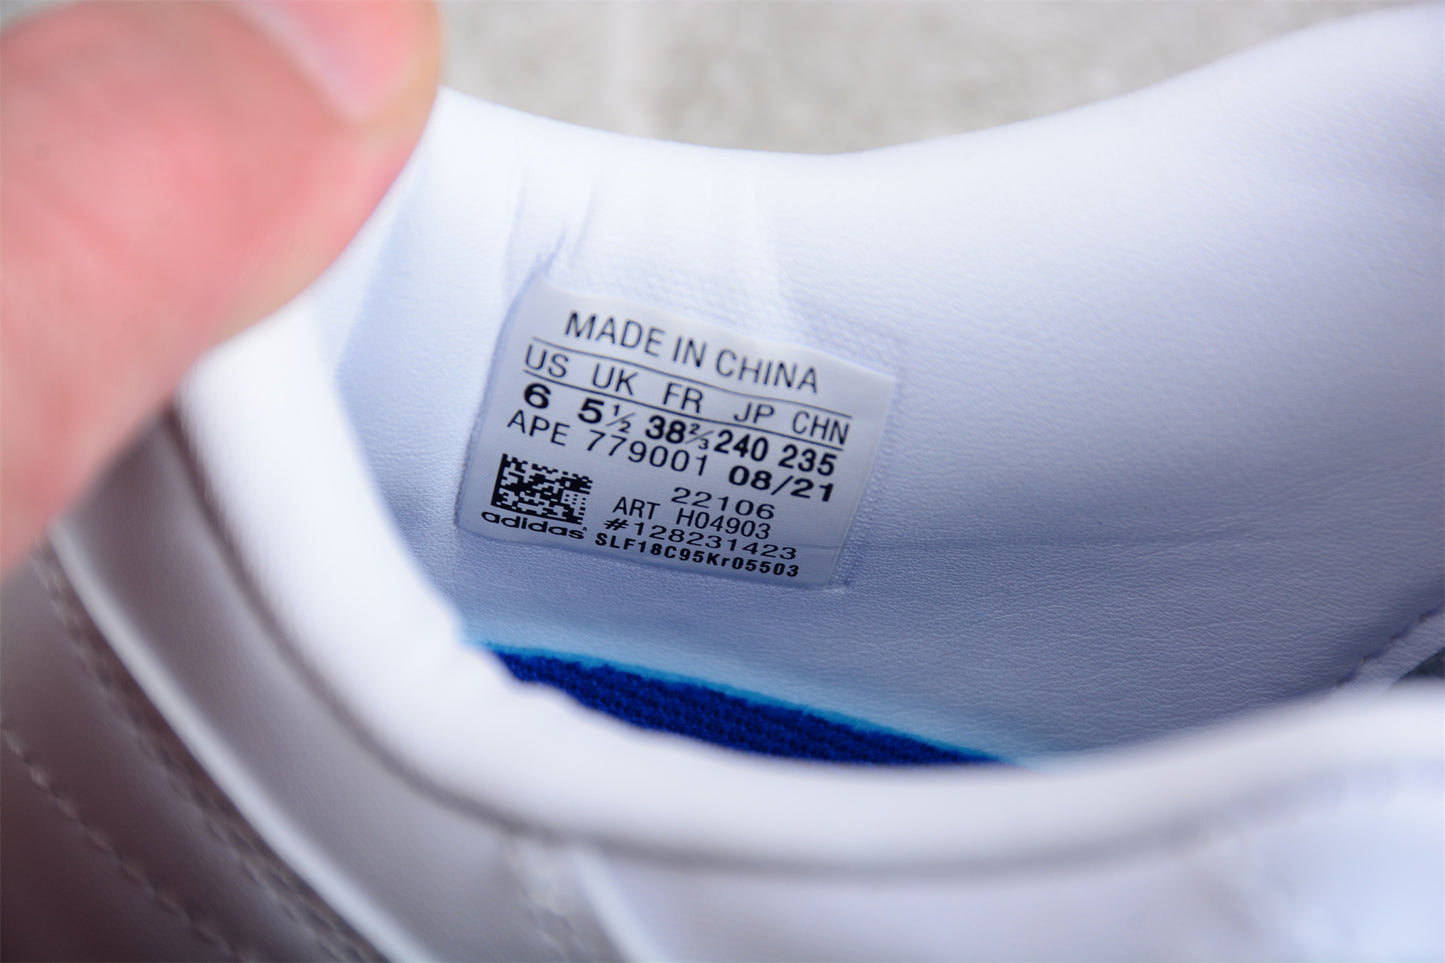 MADE IN CHINA
US UK FR JP CHN
6 5½ 38⅔ 240 235
APE 779001 08/21
22106
ART H04903
#128231423
adidas SLF18C95Kr05503